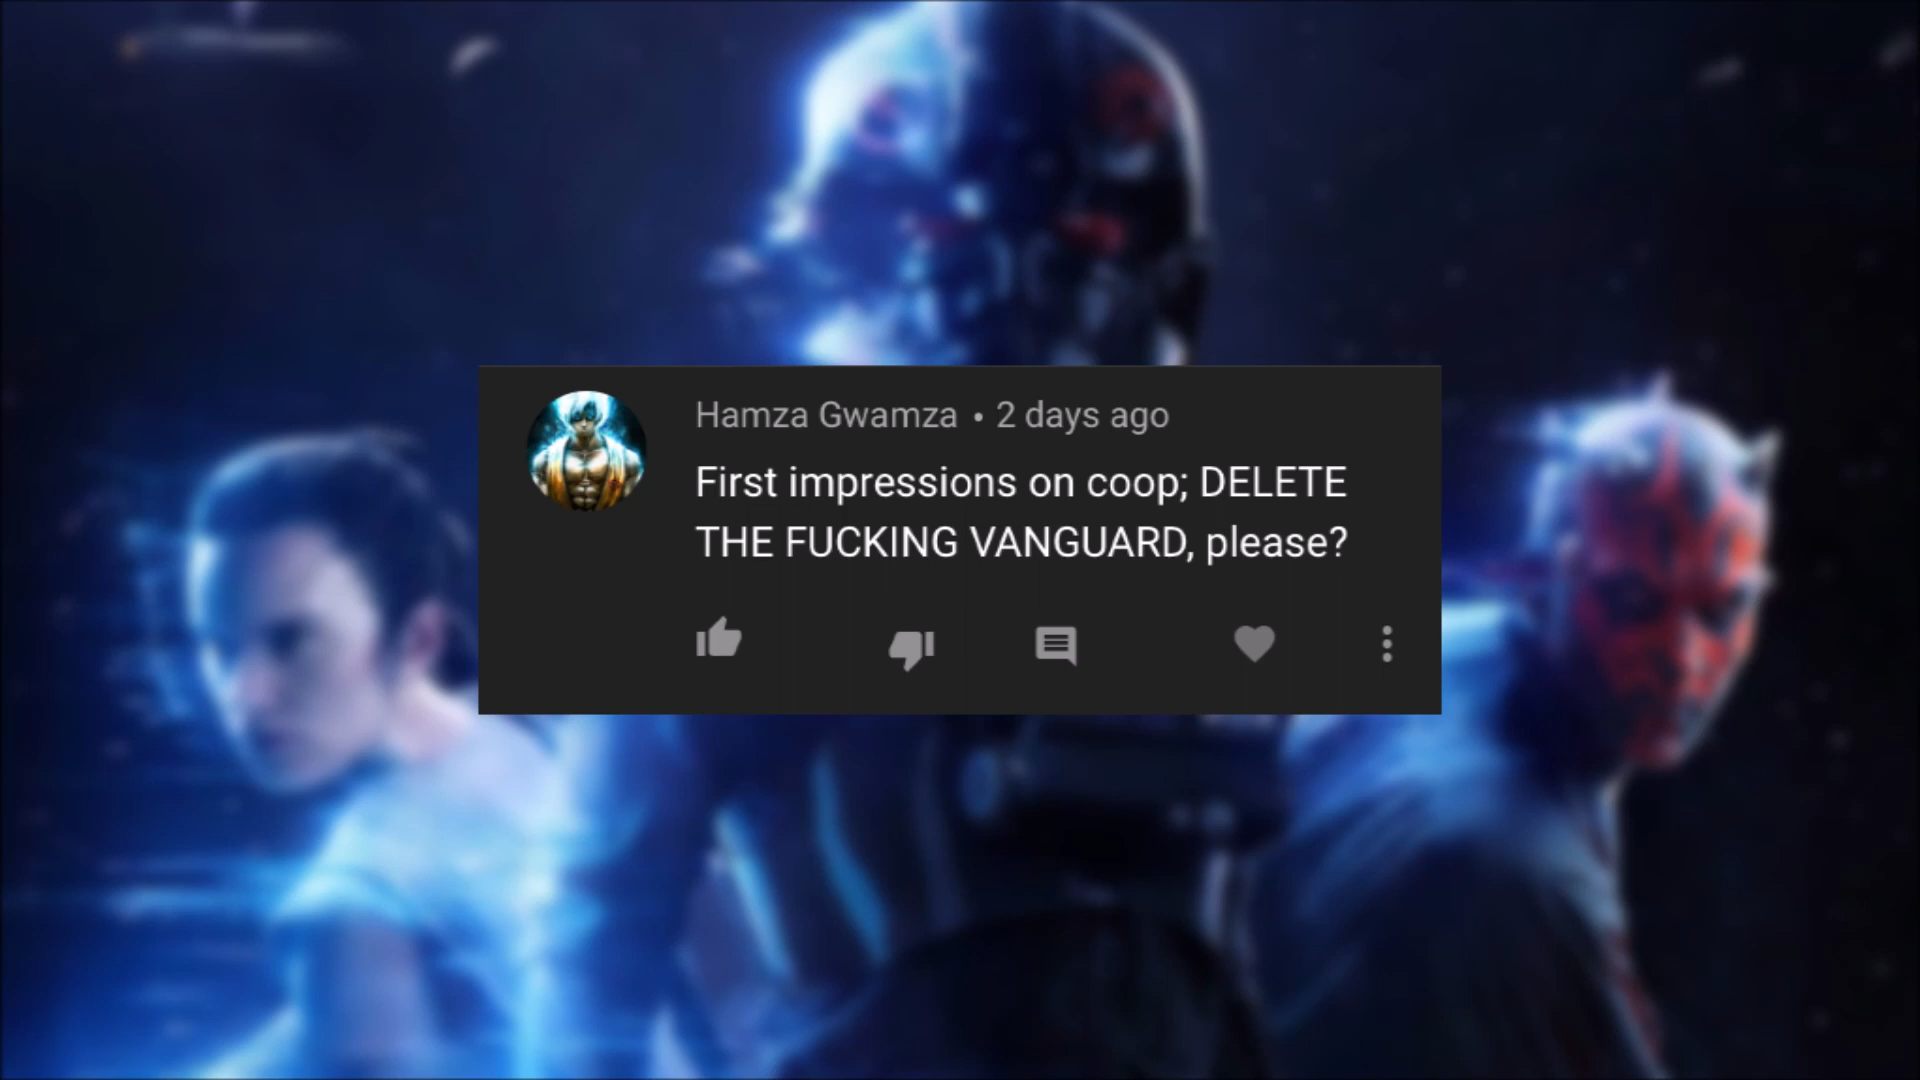 Hamza Gwamza • 2 days ago
First impressions on coop; DELETE
THE FUCKING VANGUARD, please?